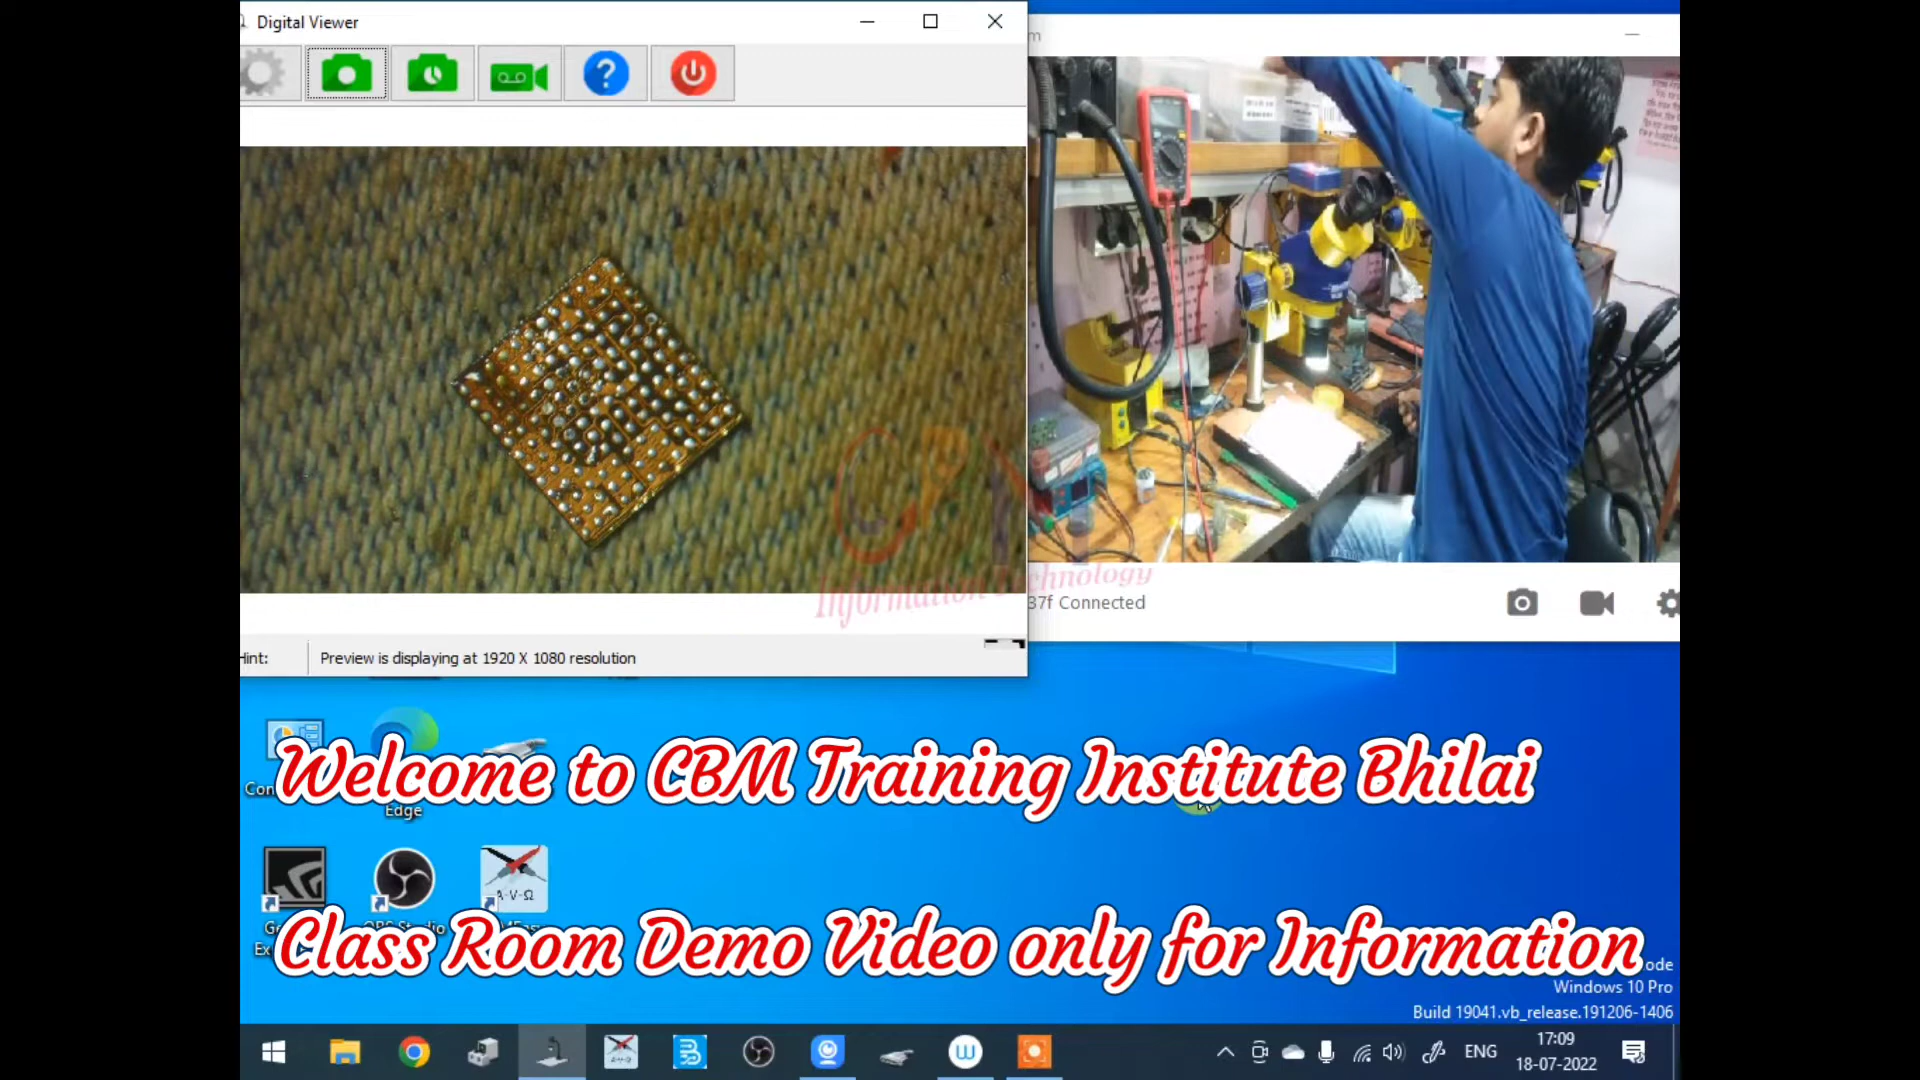 Digital Viewer
Information Technology
37f Connected
Preview is displaying at 1920 X 1080 resolution
Welcome to CBM Training Institute Bhilai
Edge
A-V-Ω
Class Room Demo Video only for Information
Windows 10 Pro
Build 19041.vb_release.191206-1406
ENG
17:09
18-07-2022